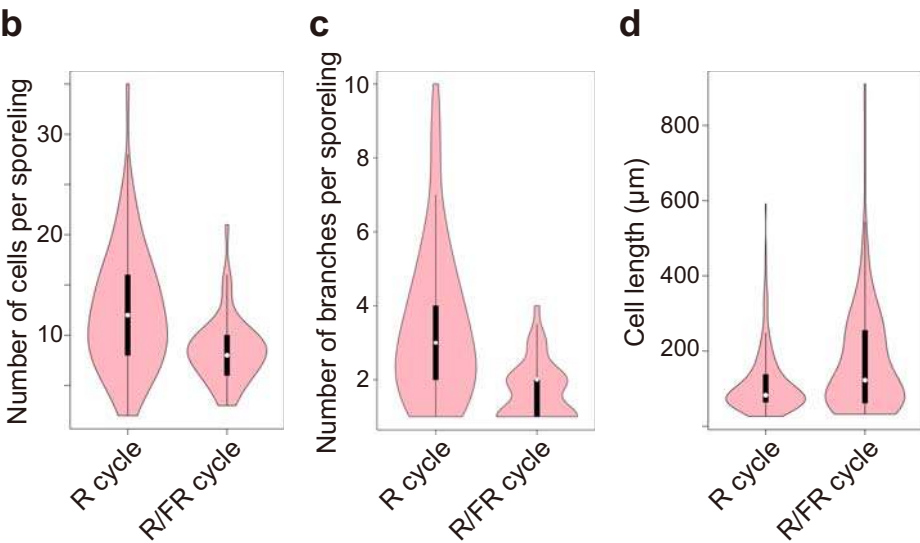 b
Number of cells per sporeling
30
20
10
R cycle
R/FR cycle
c
Number of branches per sporeling
10
8
6
4
2
R cycle
R/FR cycle
d
Cell length (μm)
800
600
400
200
R cycle
R/FR cycle